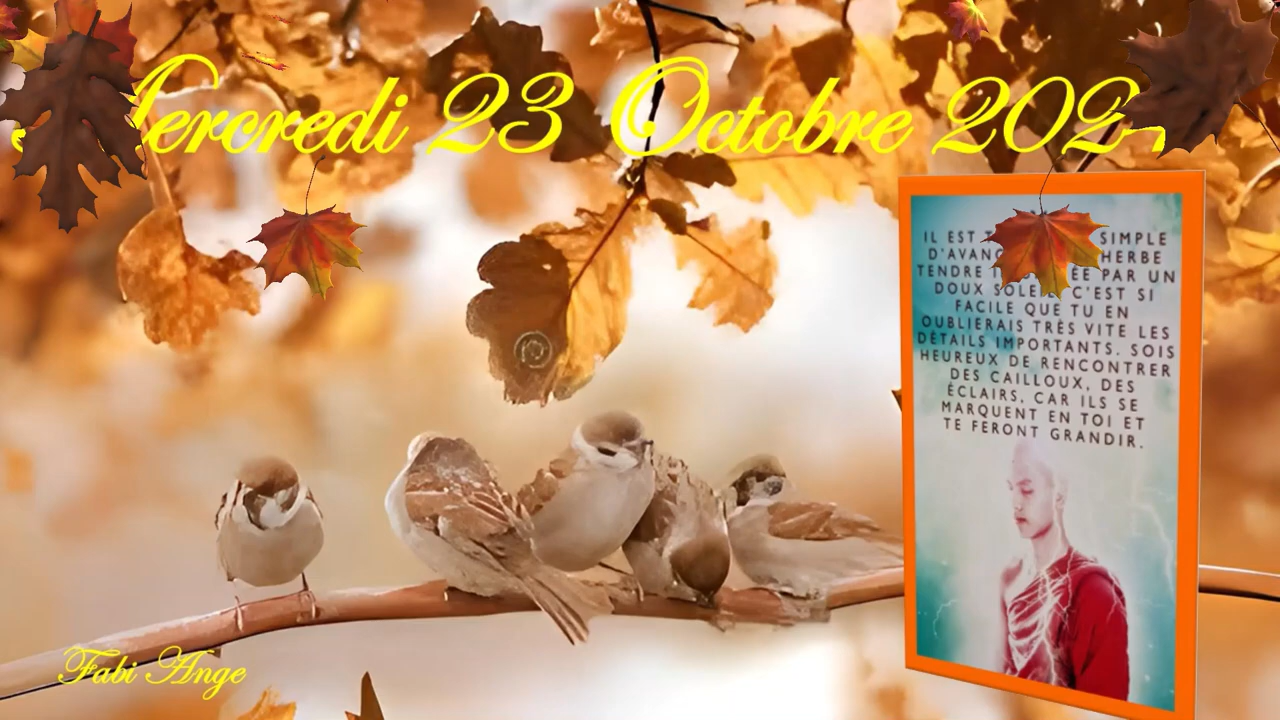 Mercredi 23 Octobre 202
IL EST SIMPLE
D'AVANC HERBE
TENDRE ÉE PAR UN
DOUX SOLEIL C'EST SI
FACILE QUE TU EN
OUBLIERAIS TRÈS VITE LES
DÉTAILS IMPORTANTS. SOIS
HEUREUX DE RENCONTRER
DES CAILLOUX, DES
ÉCLAIRS, CAR ILS SE
MARQUENT EN TOI ET
TE FERONT GRANDIR.
Fabi Ange